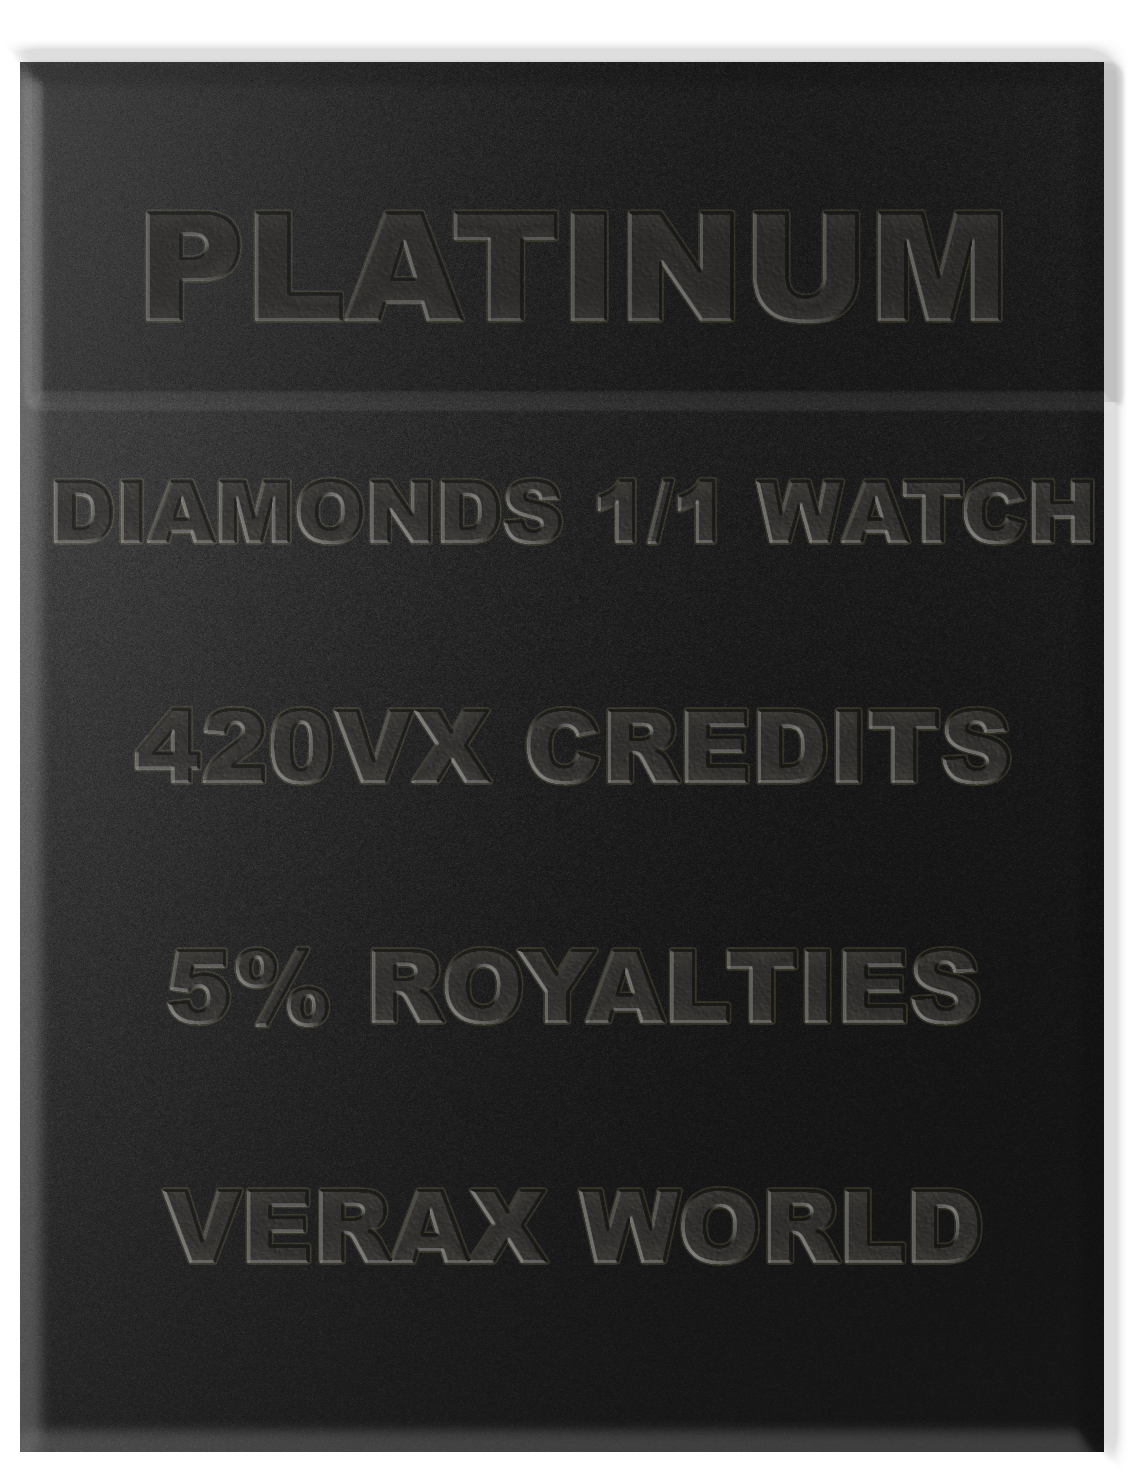 PLATINUM
DIAMONDS 1/1 WATCH
420VX CREDITS
5% ROYALTIES
VERAX WORLD